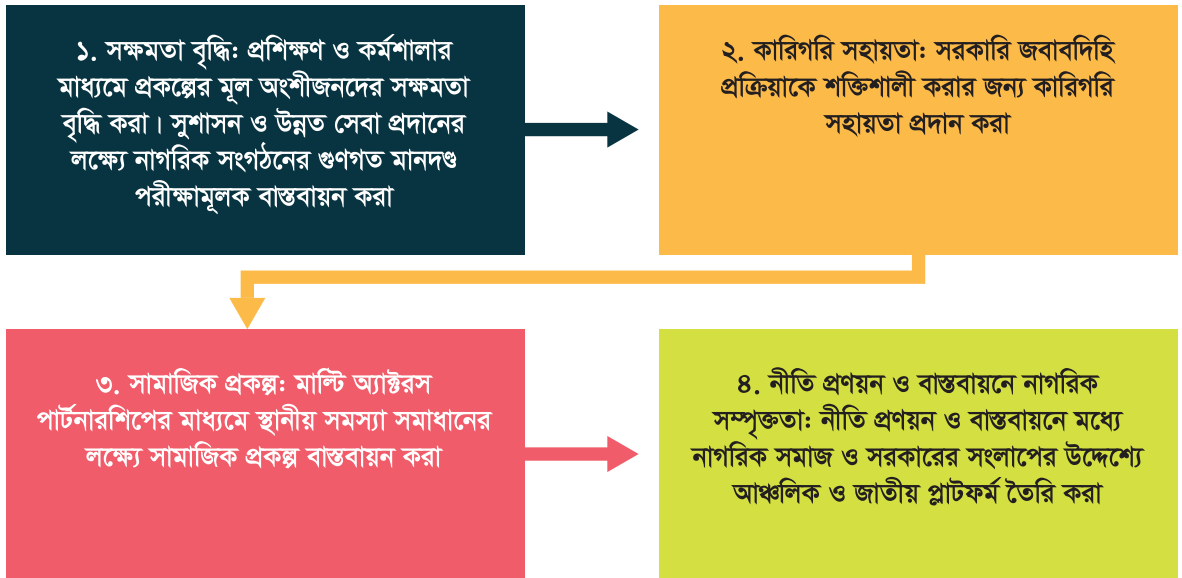 ১. সক্ষমতা বৃদ্ধি: প্রশিক্ষণ ও কর্মশালার
মাধ্যমে প্রকল্পের মূল অংশীজনদের সক্ষমতা
বৃদ্ধি করা। সুশাসন ও উন্নত সেবা প্রদানের
লক্ষ্যে নাগরিক সংগঠনের গুণগত মানদণ্ড
পরীক্ষামূলক বাস্তবায়ন করা
২. কারিগরি সহায়তা: সরকারি জবাবদিহি
প্রক্রিয়াকে শক্তিশালী করার জন্য কারিগরি
সহায়তা প্রদান করা
৩. সামাজিক প্রকল্প: মাল্টি অ্যাক্টরস
পার্টনারশিপের মাধ্যমে স্থানীয় সমস্যা সমাধানের
লক্ষ্যে সামাজিক প্রকল্প বাস্তবায়ন করা
৪. নীতি প্রণয়ন ও বাস্তবায়নে নাগরিক
সম্পৃক্ততা: নীতি প্রণয়ন ও বাস্তবায়নে মধ্যে
নাগরিক সমাজ ও সরকারের সংলাপের উদ্দেশ্যে
আঞ্চলিক ও জাতীয় প্লাটফর্ম তৈরি করা